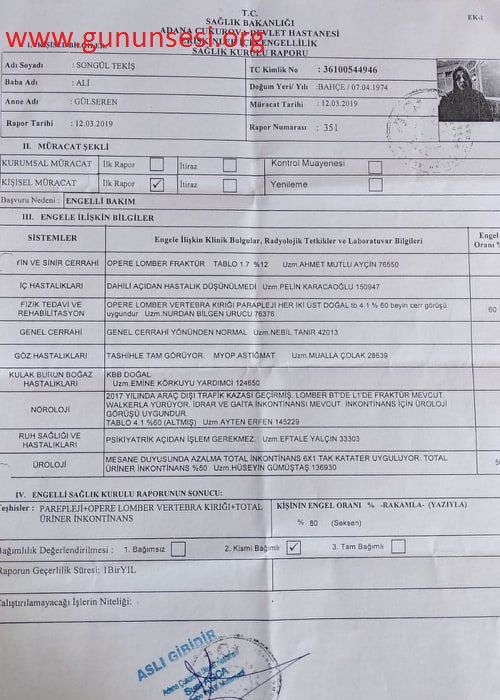 T.C.
EK-1
SAĞLIK BAKANLIĞI
www.gununsesi.org
ADANA ÇUKUROVA DEVLET HASTANESİ
ERİŞKİNLER İÇİN ENGELLİLİK
SAĞLIK KURULU RAPORU
Adı Soyadı : SONGÜL TEKİŞ
TC Kimlik No : 36100544946
Baba Adı : ALİ
Doğum Yeri/ Yılı :BAHÇE / 07.04.1974
Anne Adı : GÜLSEREN
Müracat Tarihi : 12.03.2019
Rapor Tarihi : 12.03.2019
Rapor Numarası : 351
II. MÜRACAT ŞEKLİ
KURUMSAL MÜRACAT İlk Rapor İtiraz Kontrol Muayenesi
KİŞİSEL MÜRACAT İlk Rapor İtiraz Yenileme
Başvuru Nedeni : ENGELLİ BAKIM
III. ENGELE İLİŞKİN BİLGİLER
SİSTEMLER
Engele İlişkin Klinik Bulgular, Radyolojik Tetkikler ve Laboratuvar Bilgileri
Engel
Oranı %
YİN VE SİNİR CERRAHİ OPERE LOMBER FRAKTÜR TABLO 1.7 %12 Uzm.AHMET MUTLU AYÇİN 76550
İÇ HASTALIKLARI DAHİLİ AÇIDAN HASTALIK DÜŞÜNÜLMEDİ Uzm.PELİN KARACAOĞLU 150947
FİZİK TEDAVİ VE
REHABİLİTASYON
OPERE LOMBER VERTEBRA KIRIĞI PARAPLEJİ HER İKİ ÜST DOĞAL tb 4.1 % 60 beyin cerr görüşü
uygundur Uzm.NURDAN BİLGEN URUCU 76376
60
GENEL CERRAHİ GENEL CERRAHİ YÖNÜNDEN NORMAL Uzm.NEBİL TANIR 42013
GÖZ HASTALIKLARI TASHİHLE TAM GÖRÜYOR. MYOP.ASTİGMAT Uzm.MUALLA ÇOLAK 28639
KULAK BURUN BOĞAZ
HASTALIKLARI
KBB DOĞAL
Uzm.EMİNE KÖRKUYU YARDIMCI 124650
NÖROLOJİ
2017 YILINDA ARAÇ DIŞI TRAFİK KAZASI GEÇİRMİŞ. LOMBER BT'DE L1'DE FRAKTÜR MEVCUT.
WALKERLA YÜRÜYOR. İDRAR VE GAİTA İNKONTİNANSI MEVCUT. İNKONTİNANS İÇİN ÜROLOJİ
GÖRÜŞÜ UYGUNDUR.
TABLO 4.1 %60 (ALTMIŞ) Uzm.AYTEN ERFEN 145229
RUH SAĞLIĞI VE
HASTALIKLARI
PSİKİYATRİK AÇIDAN İŞLEM GEREKMEZ. Uzm.EFTALE YALÇIN 33303
ÜROLOJİ
MESANE DUYUSUNDA AZALMA TOTAL İNKONTİNANS 6X1 TAK KATATER UYGULUYOR. TOTAL
ÜRİNER İNKONTİNANS %50 Uzm.HÜSEYİN GÜMÜŞTAŞ 136930
IV. ENGELLİ SAĞLIK KURULU RAPORUNUN SONUCU:
Teşhisler : PAREPLEJİ+OPERE LOMBER VERTEBRA KIRIĞI+TOTAL
ÜRİNER İNKONTİNANS
KİŞİNİN ENGEL ORANI % -RAKAMLA- (YAZIYLA)
% 80 (Seksen)
Bağımlılık Değerlendirilmesi : 1. Bağımsız 2. Kısmi Bağımlı 3. Tam Bağımlı
Raporun Geçerlilik Süresi: 1BirYIL
Çalıştırılamayacağı İşlerin Niteliği:
ASLI GİBİDİR